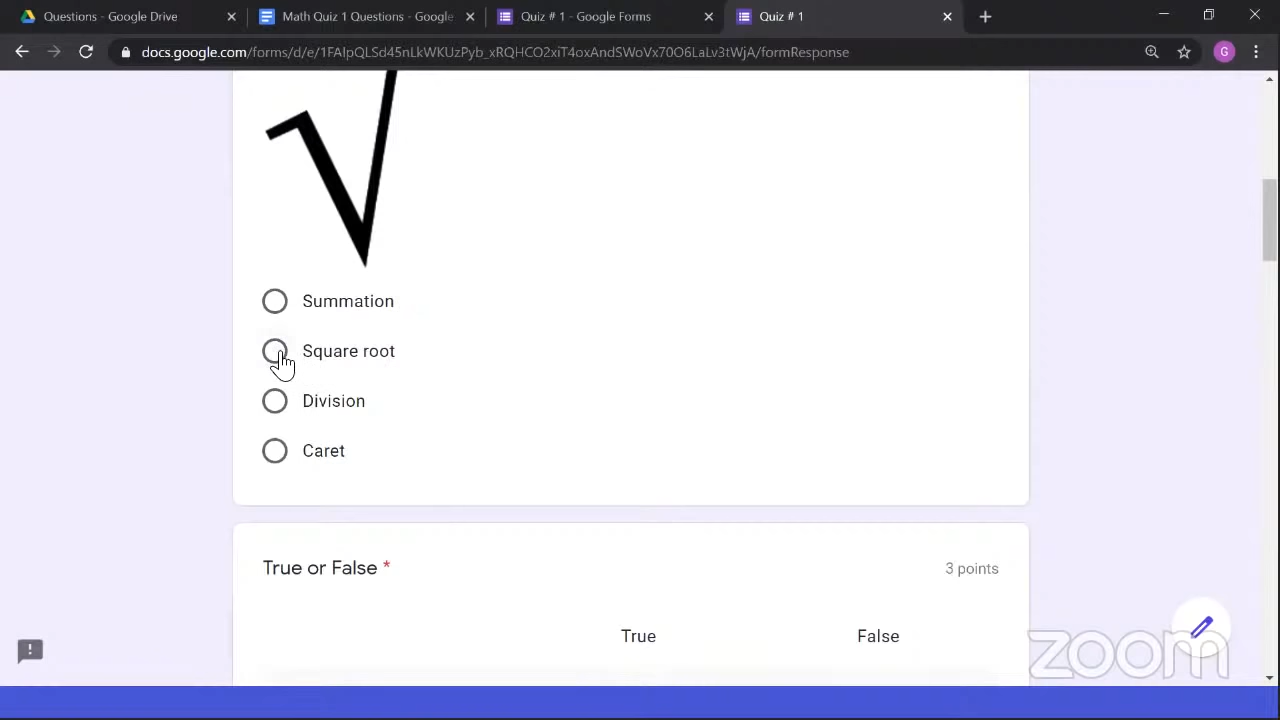 Questions - Google Drive
Math Quiz 1 Questions - Google
Quiz # 1 - Google Forms
Quiz # 1
docs.google.com/forms/d/e/1FAIpQLSd45nLkWKUzPyb_xRQHCO2xiT4oxAndSWoVx70O6LaLv3tWjA/formResponse
G
√
Summation
Square root
Division
Caret
True or False *
3 points
True
False
zoom